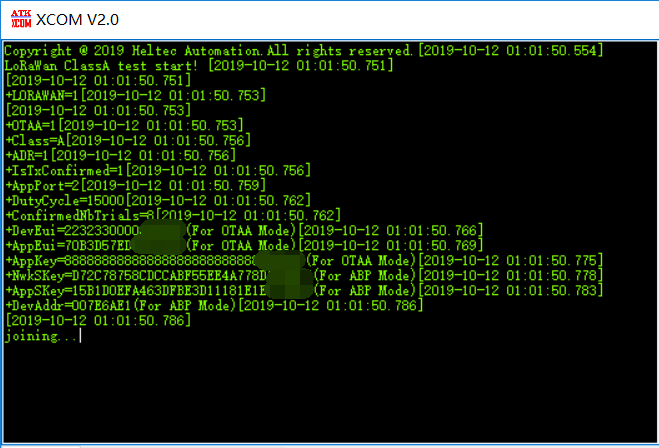 ATK
XCOM
XCOM V2.0
Copyright @ 2019 Heltec Automation.All rights reserved.[2019-10-12 01:01:50.554]
LoRaWan ClassA test start! [2019-10-12 01:01:50.751]
[2019-10-12 01:01:50.751]
+LORAWAN=1[2019-10-12 01:01:50.753]
[2019-10-12 01:01:50.753]
+OTAA=1[2019-10-12 01:01:50.753]
+Class=A[2019-10-12 01:01:50.756]
+ADR=1[2019-10-12 01:01:50.756]
+IsTxConfirmed=1[2019-10-12 01:01:50.756]
+AppPort=2[2019-10-12 01:01:50.759]
+DutyCycle=15000[2019-10-12 01:01:50.762]
+ConfirmedNbTrials=8[2019-10-12 01:01:50.762]
+DevEui=2232330000(For OTAA Mode)[2019-10-12 01:01:50.766]
+AppEui=70B3D57ED(For OTAA Mode)[2019-10-12 01:01:50.769]
+AppKey=88888888888888888888888888(For OTAA Mode)[2019-10-12 01:01:50.775]
+NwkSKey=D72C78758CDCCABF55EE4A778D(For ABP Mode)[2019-10-12 01:01:50.778]
+AppSKey=15B1D0EFA463DFBE3D11181E1E(For ABP Mode)[2019-10-12 01:01:50.783]
+DevAddr=007E6AE1(For ABP Mode)[2019-10-12 01:01:50.786]
[2019-10-12 01:01:50.786]
joining...